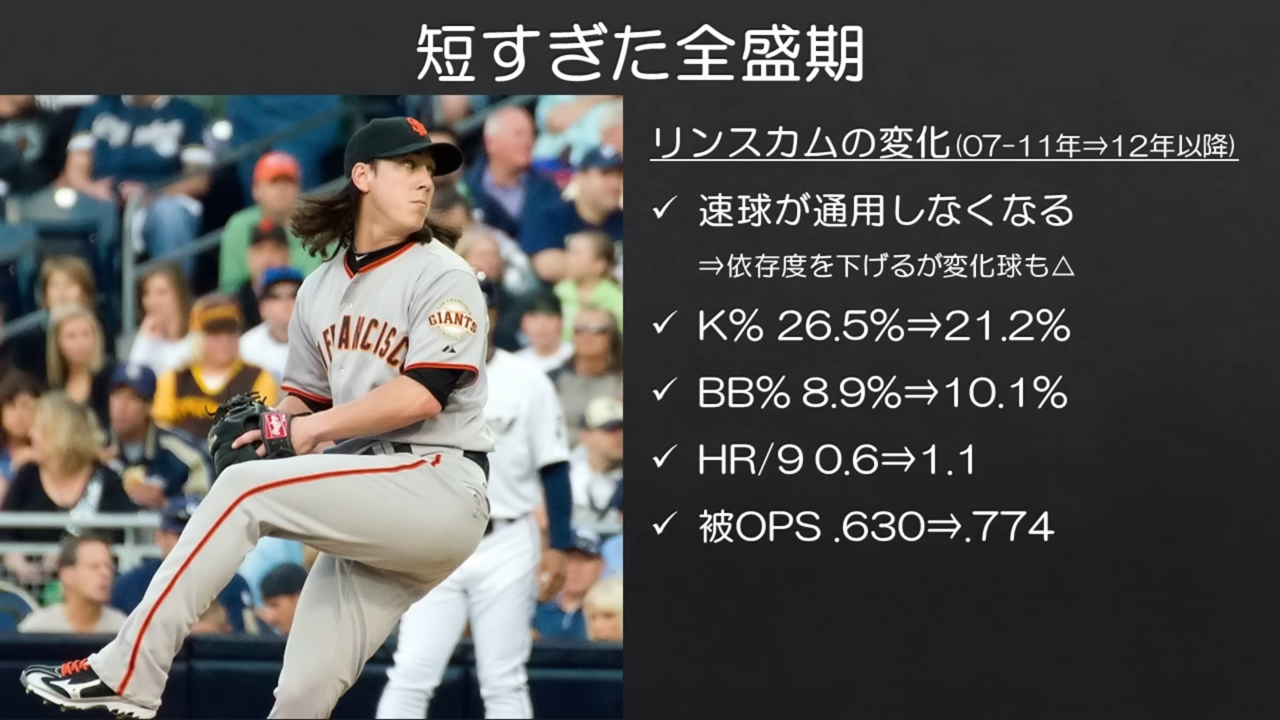 短すぎた全盛期
リンスカムの変化(07-11年⇒12年以降)
✓ 速球が通用しなくなる
⇒依存度を下げるが変化球も△
✓ K% 26.5%⇒21.2%
✓ BB% 8.9%⇒10.1%
✓ HR/9 0.6⇒1.1
✓ 被OPS .630⇒.774
SF
GIANTS
FRANCISC